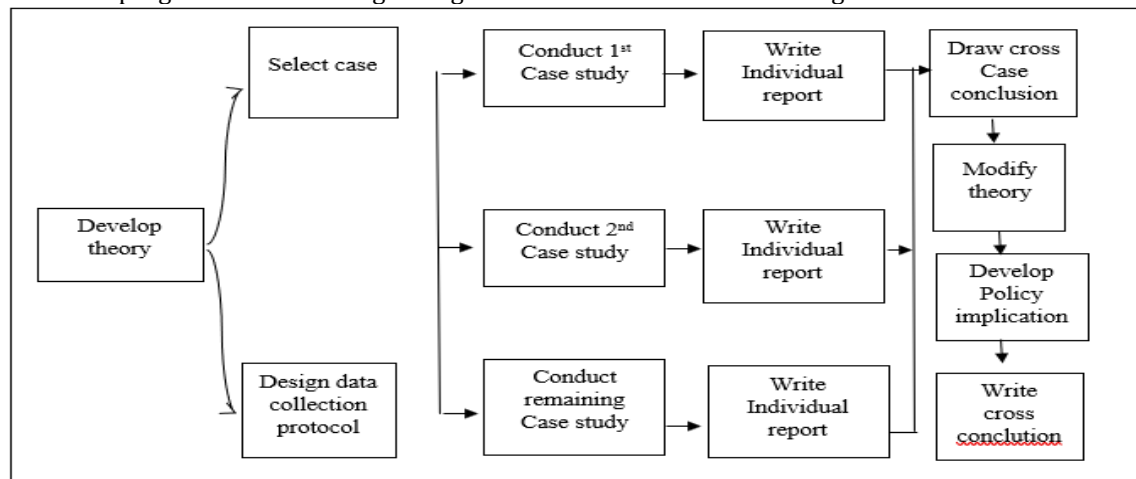 Select case
Conduct 1st
Case study
Write
Individual
report
Draw cross
Case
conclusion
Modify
theory
Develop
theory
Conduct 2nd
Case study
Write
Individual
report
Develop
Policy
implication
Design data
collection
protocol
Conduct
remaining
Case study
Write
Individual
report
Write
cross
conclution